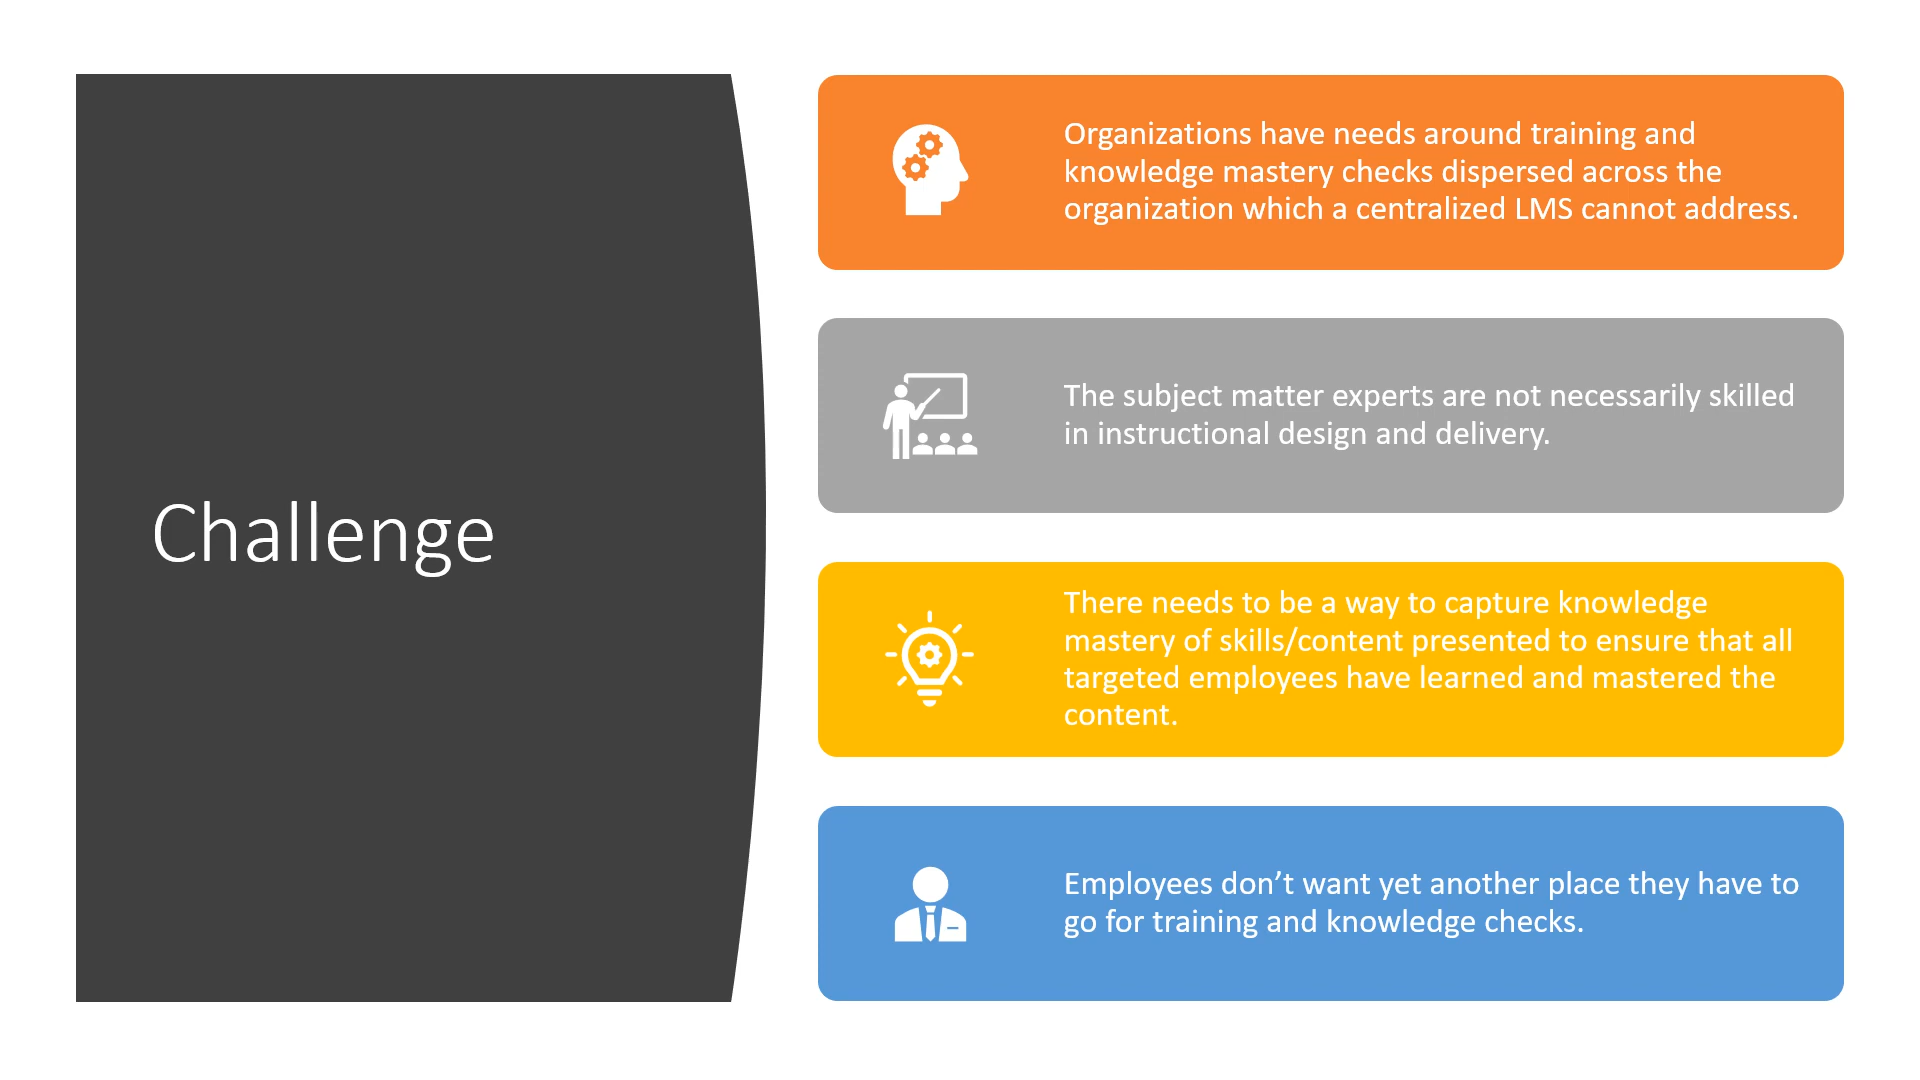 Challenge
Organizations have needs around training and
knowledge mastery checks dispersed across the
organization which a centralized LMS cannot address.
The subject matter experts are not necessarily skilled
in instructional design and delivery.
There needs to be a way to capture knowledge
mastery of skills/content presented to ensure that all
targeted employees have learned and mastered the
content.
Employees don’t want yet another place they have to
go for training and knowledge checks.